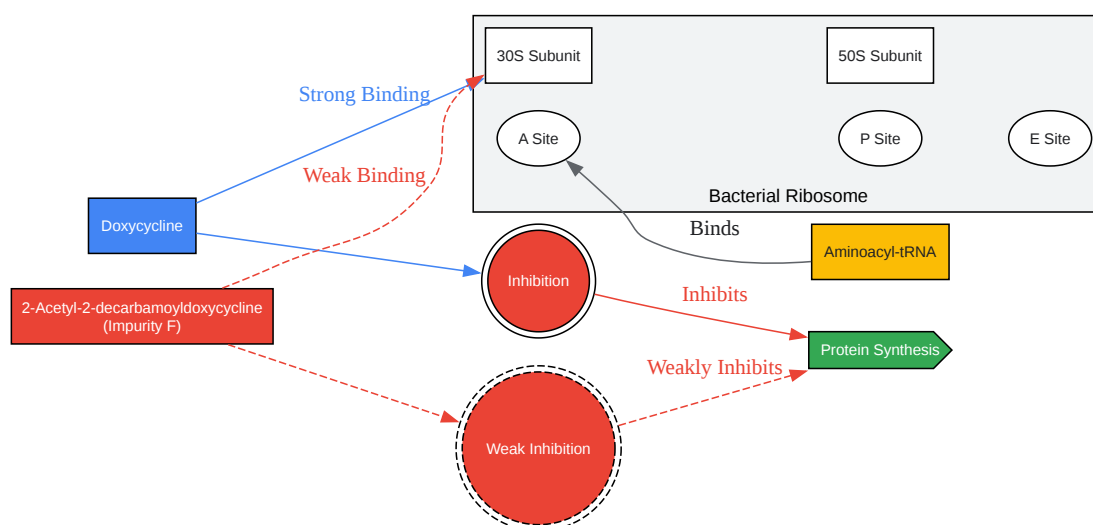 30S Subunit
50S Subunit
Strong Binding
A Site
P Site
E Site
Weak Binding
Bacterial Ribosome
Doxycycline
Binds
Aminoacyl-tRNA
Inhibition
Inhibits
2-Acetyl-2-decarbamoyldoxycycline
(Impurity F)
Protein Synthesis
Weakly Inhibits
Weak Inhibition